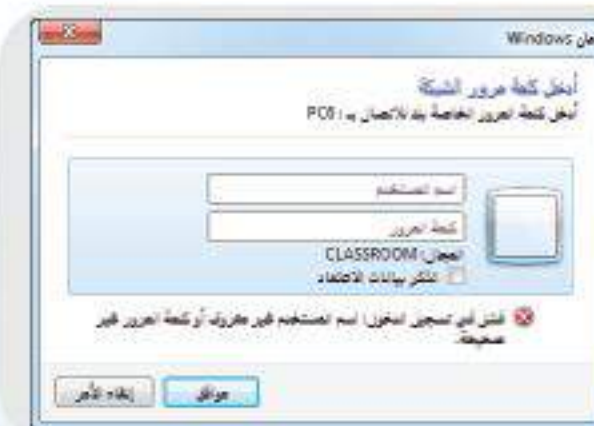 أمان Windows
أدخل كلمة مرور الشبكة
أدخل كلمة المرور الخاصة بك للاتصال بـ: PC6
اسم المستخدم
كلمة المرور
المجال: CLASSROOM
تذكر بيانات الاعتماد
فشل في تسجيل الدخول: اسم المستخدم غير معروف أو كلمة المرور غير
صحيحة.
موافق
إلغاء الأمر